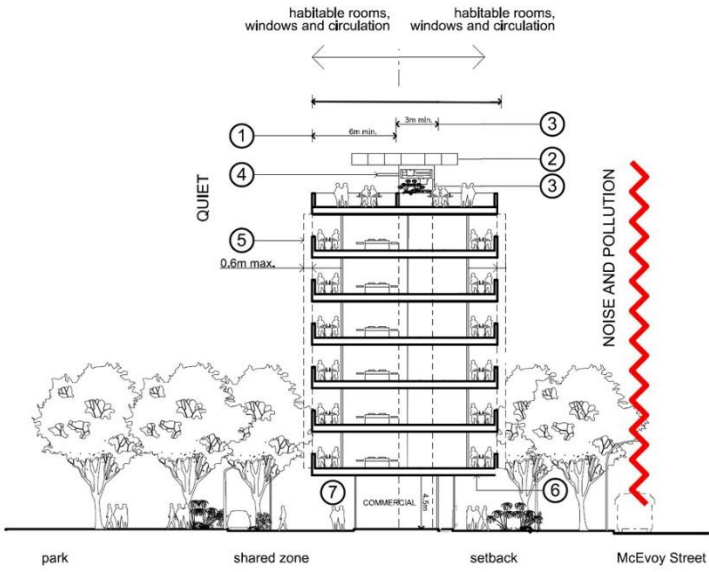 habitable rooms,
windows and circulation
habitable rooms,
windows and circulation
3m min.
3
1
6m min.
2
4
3
QUIET
5
0.6m max.
NOISE AND POLLUTION
7
COMMERCIAL
4.5m
6
park
shared zone
setback
McEvoy Street